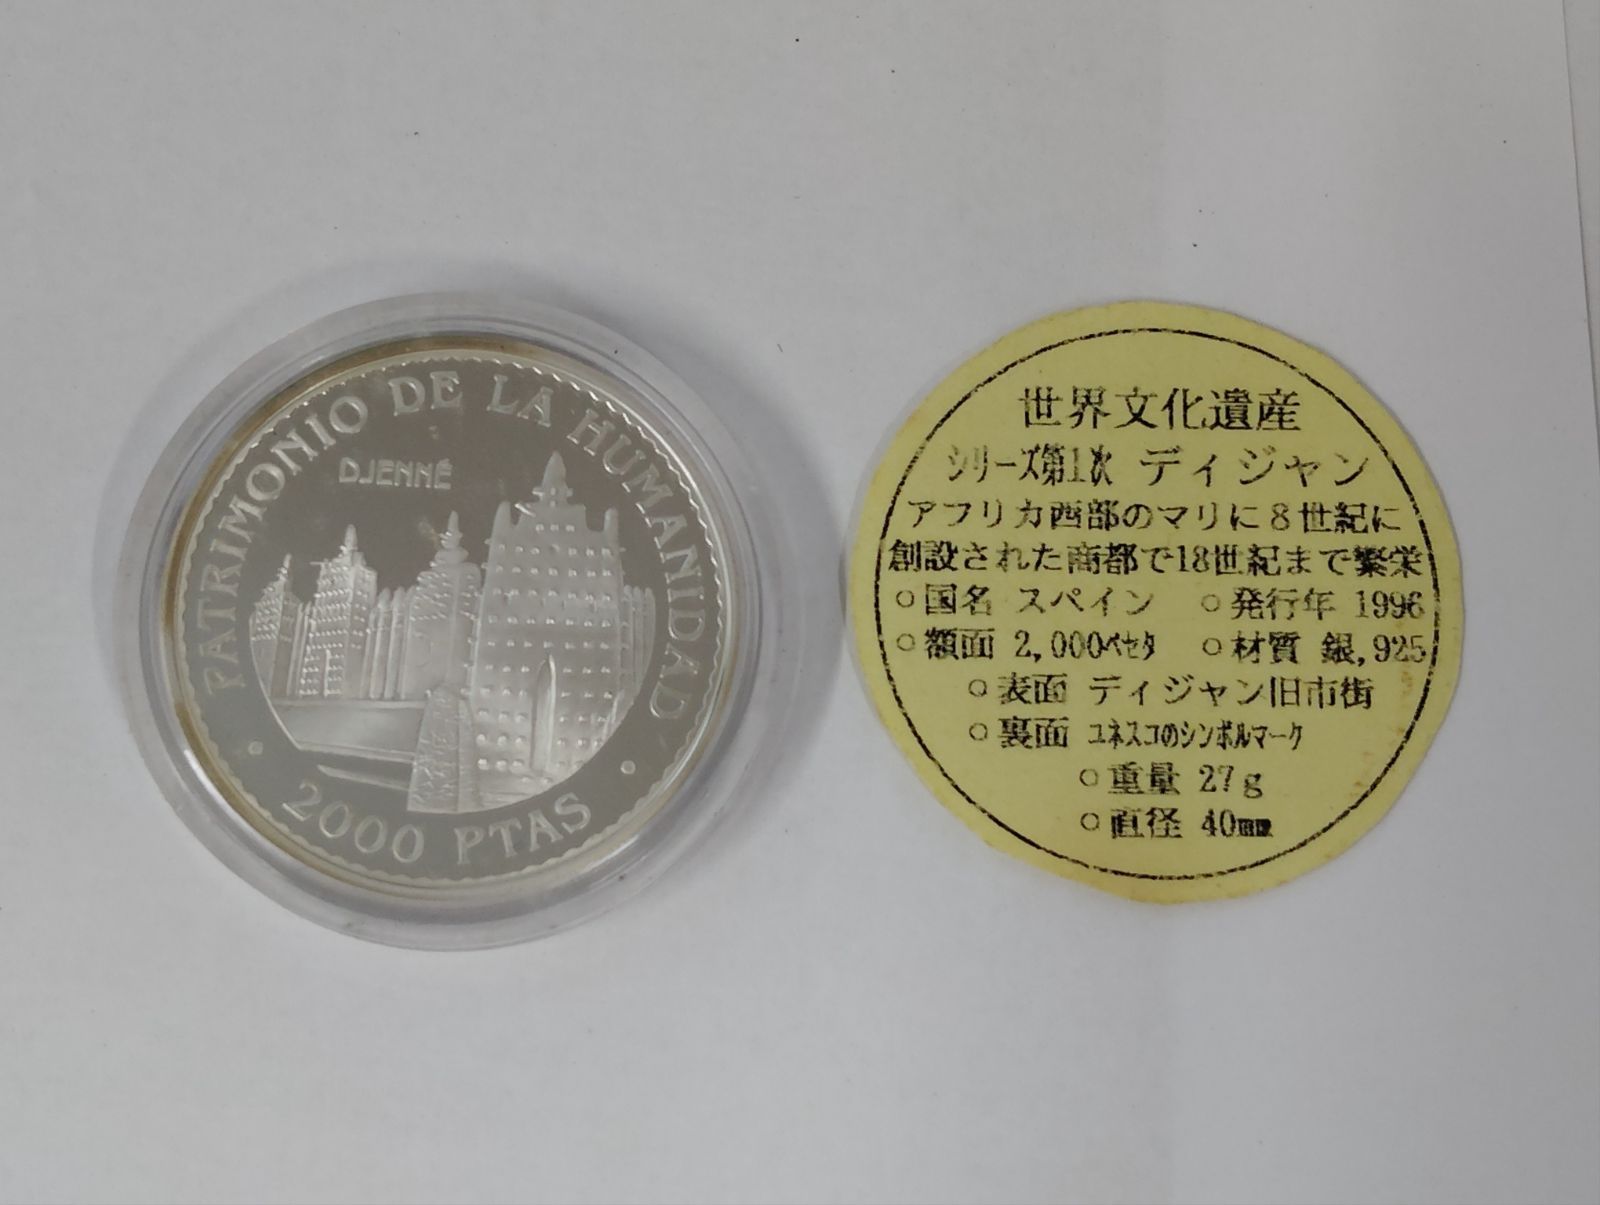 PATRIMONIO DE LA HUMANIDAD
DJENNÉ
2000 PTAS
世界文化遺産
シリーズ第1次 ディジャン
アフリカ西部のマリに8世紀に
創設された商都で18世紀まで繁栄
○国名 スペイン ○発行年 1996
○額面 2,000ペセタ ○材質 銀,925
○表面 ディジャン旧市街
○裏面 ユネスコのシンボルマーク
○重量 27g
○直径 40mm